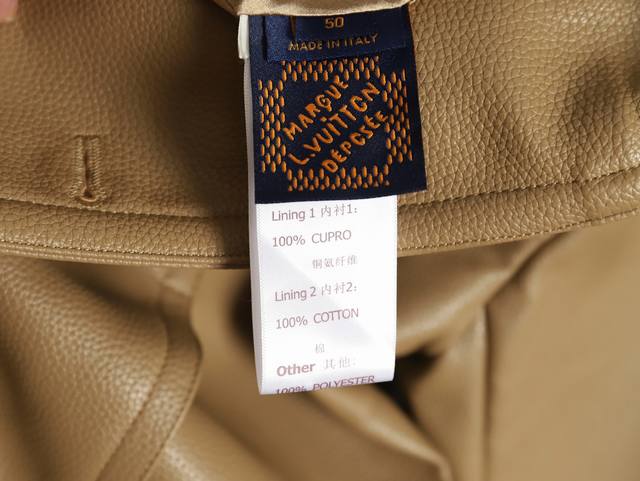 50
MADE IN ITALY
MARQUE
L.VUITTON
DÉPOSÉE
Lining 1 内衬1:
100% CUPRO
铜氨纤维
Lining 2 内衬2:
100% COTTON
棉
Other 其他:
100% POLYESTER